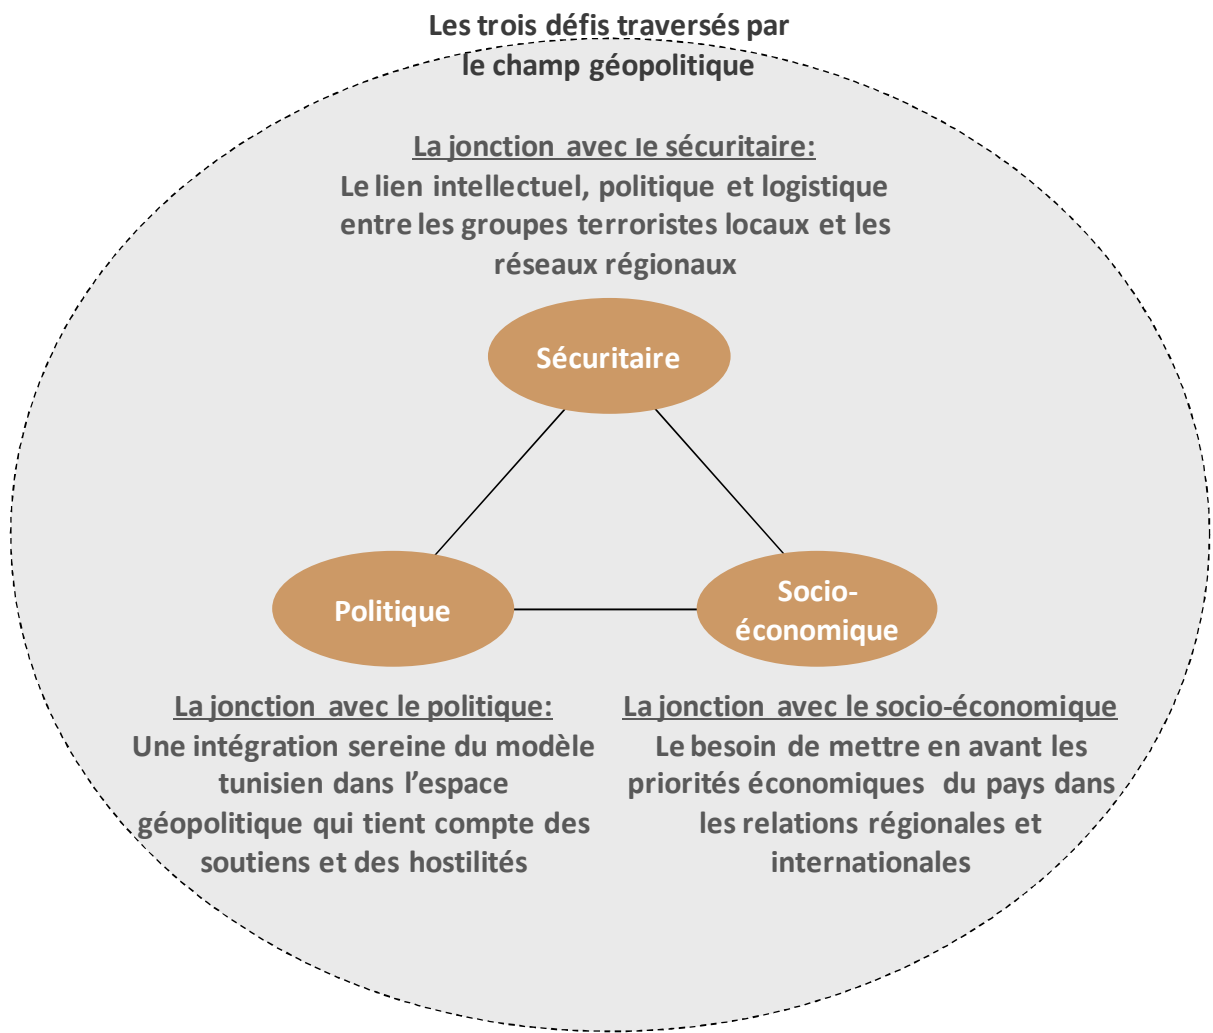 Les trois défis traversés par
le champ géopolitique
La jonction avec le sécuritaire:
Le lien intellectuel, politique et logistique
entre les groupes terroristes locaux et les
réseaux régionaux
Sécuritaire
Politique
Socio-
économique
La jonction avec le politique:
Une intégration sereine du modèle
tunisien dans l’espace
géopolitique qui tient compte des
soutiens et des hostilités
La jonction avec le socio-économique
Le besoin de mettre en avant les
priorités économiques du pays dans
les relations régionales et
internationales